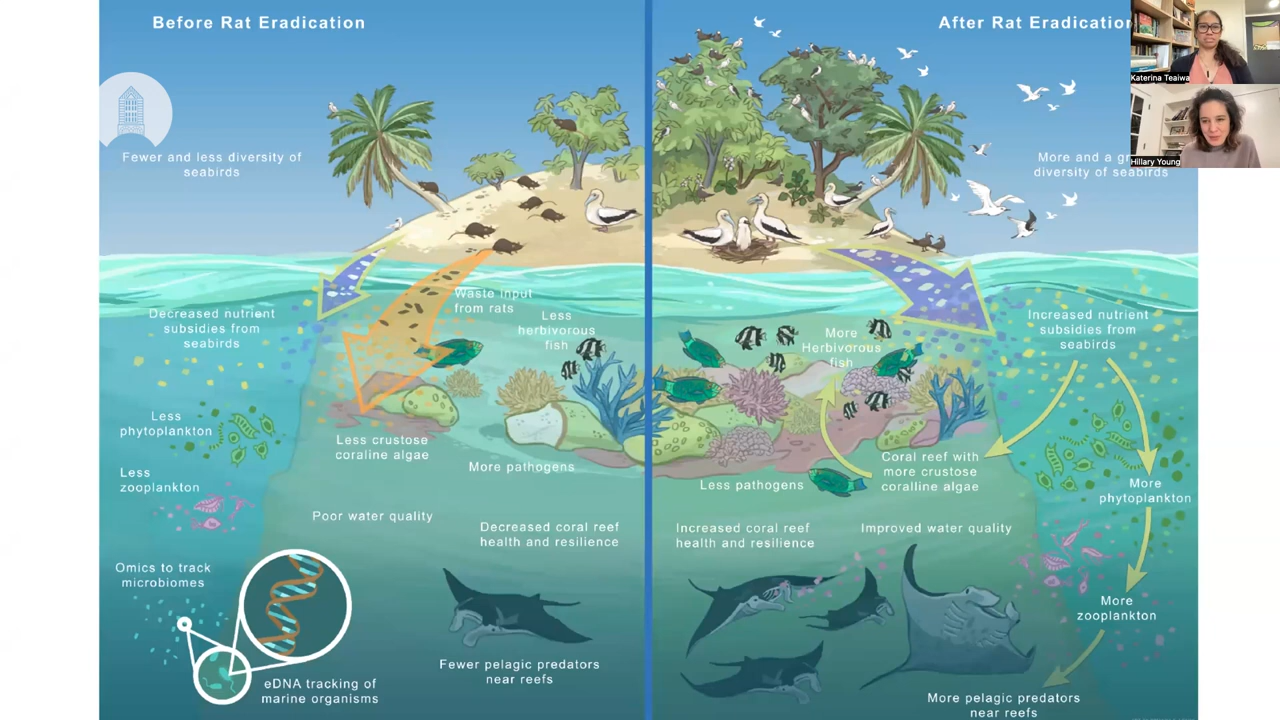 Before Rat Eradication
Fewer and less diversity of
seabirds
Decreased nutrient
subsidies from
seabirds
Waste input
from rats
Less
herbivorous
fish
Less
phytoplankton
Less crustose
coraline algae
More pathogens
Less
zooplankton
Poor water quality
Decreased coral reef
health and resilience
Omics to track
microbiomes
eDNA tracking of
marine organisms
Fewer pelagic predators
near reefs
After Rat Eradication
More and a
diversity of seabirds
More
Herbivorous
fish
Increased nutrient
subsidies from
seabirds
Coral reef with
more crustose
coralline algae
Less pathogens
More
phytoplankton
Increased coral reef
health and resilience
Improved water quality
More
zooplankton
More pelagic predators
near reefs
Katerina Teaiwa
Hillary Young